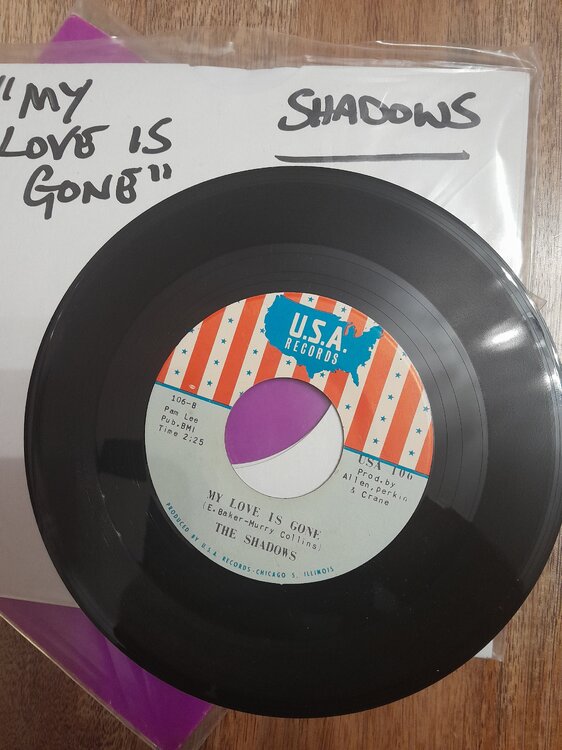 "MY
LOVE IS
GONE"
SHADOWS
U.S.A.
RECORDS
106-B
Pam Lee
Pub.BMI
Time 2:25
USA 106
Prod.by
Allen,Perkin
& Crane
MY LOVE IS GONE
(E.Baker-Murry Collins)
THE SHADOWS
PRODUCED BY U.S.A. RECORDS-CHICAGO 5, ILLINOIS